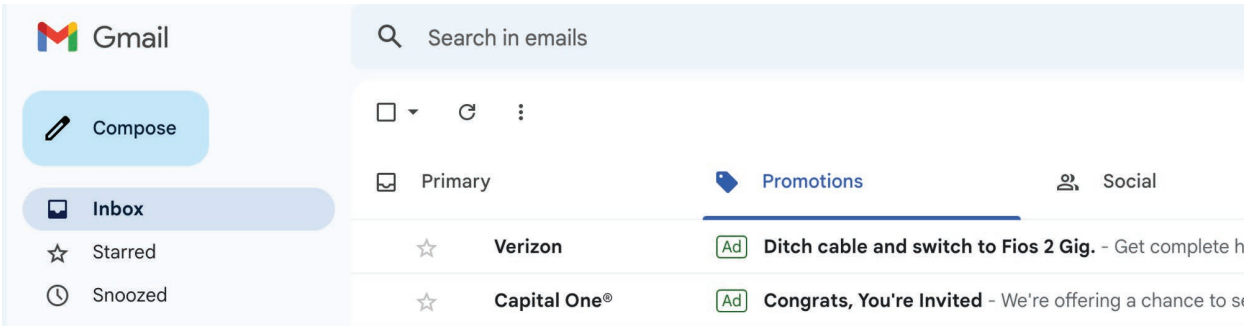 Gmail
Search in emails
Compose
Primary
Promotions
Social
Inbox
Verizon Ad Ditch cable and switch to Fios 2 Gig. - Get complete h
Starred
Capital One® Ad Congrats, You're Invited - We're offering a chance to se
Snoozed